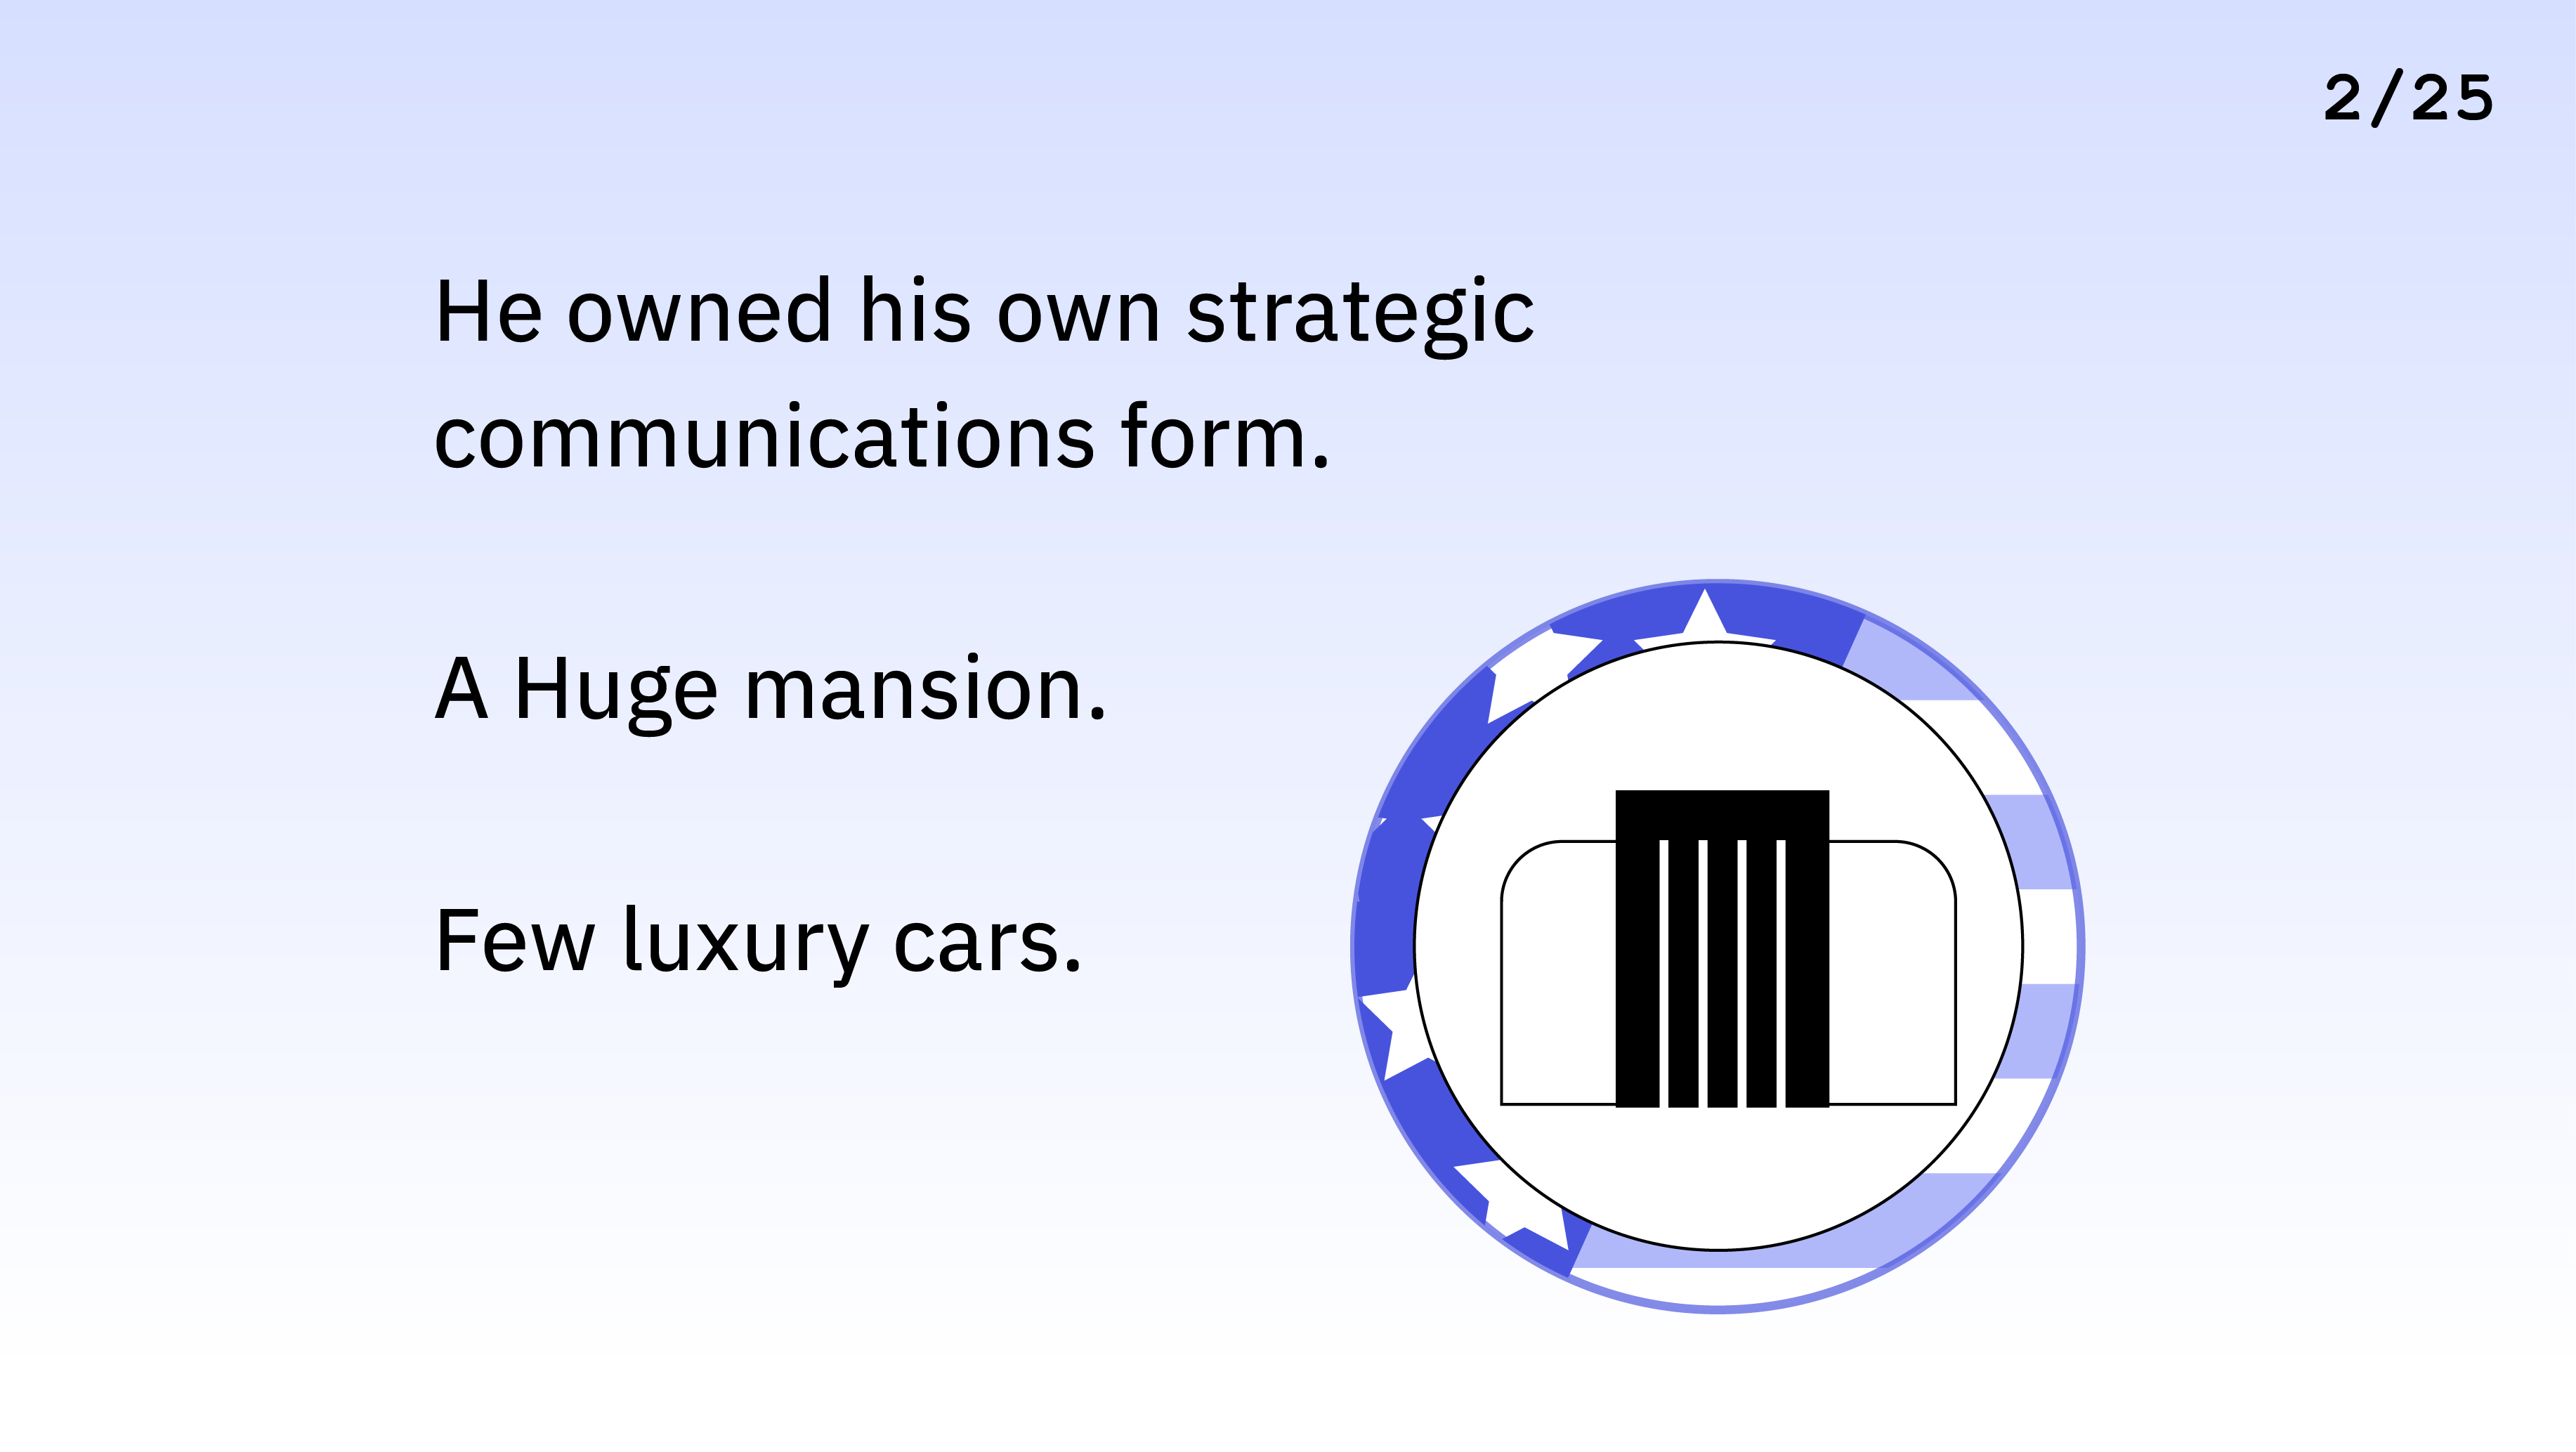 2/25
He owned his own strategic
communications form.
A Huge mansion.
Few luxury cars.